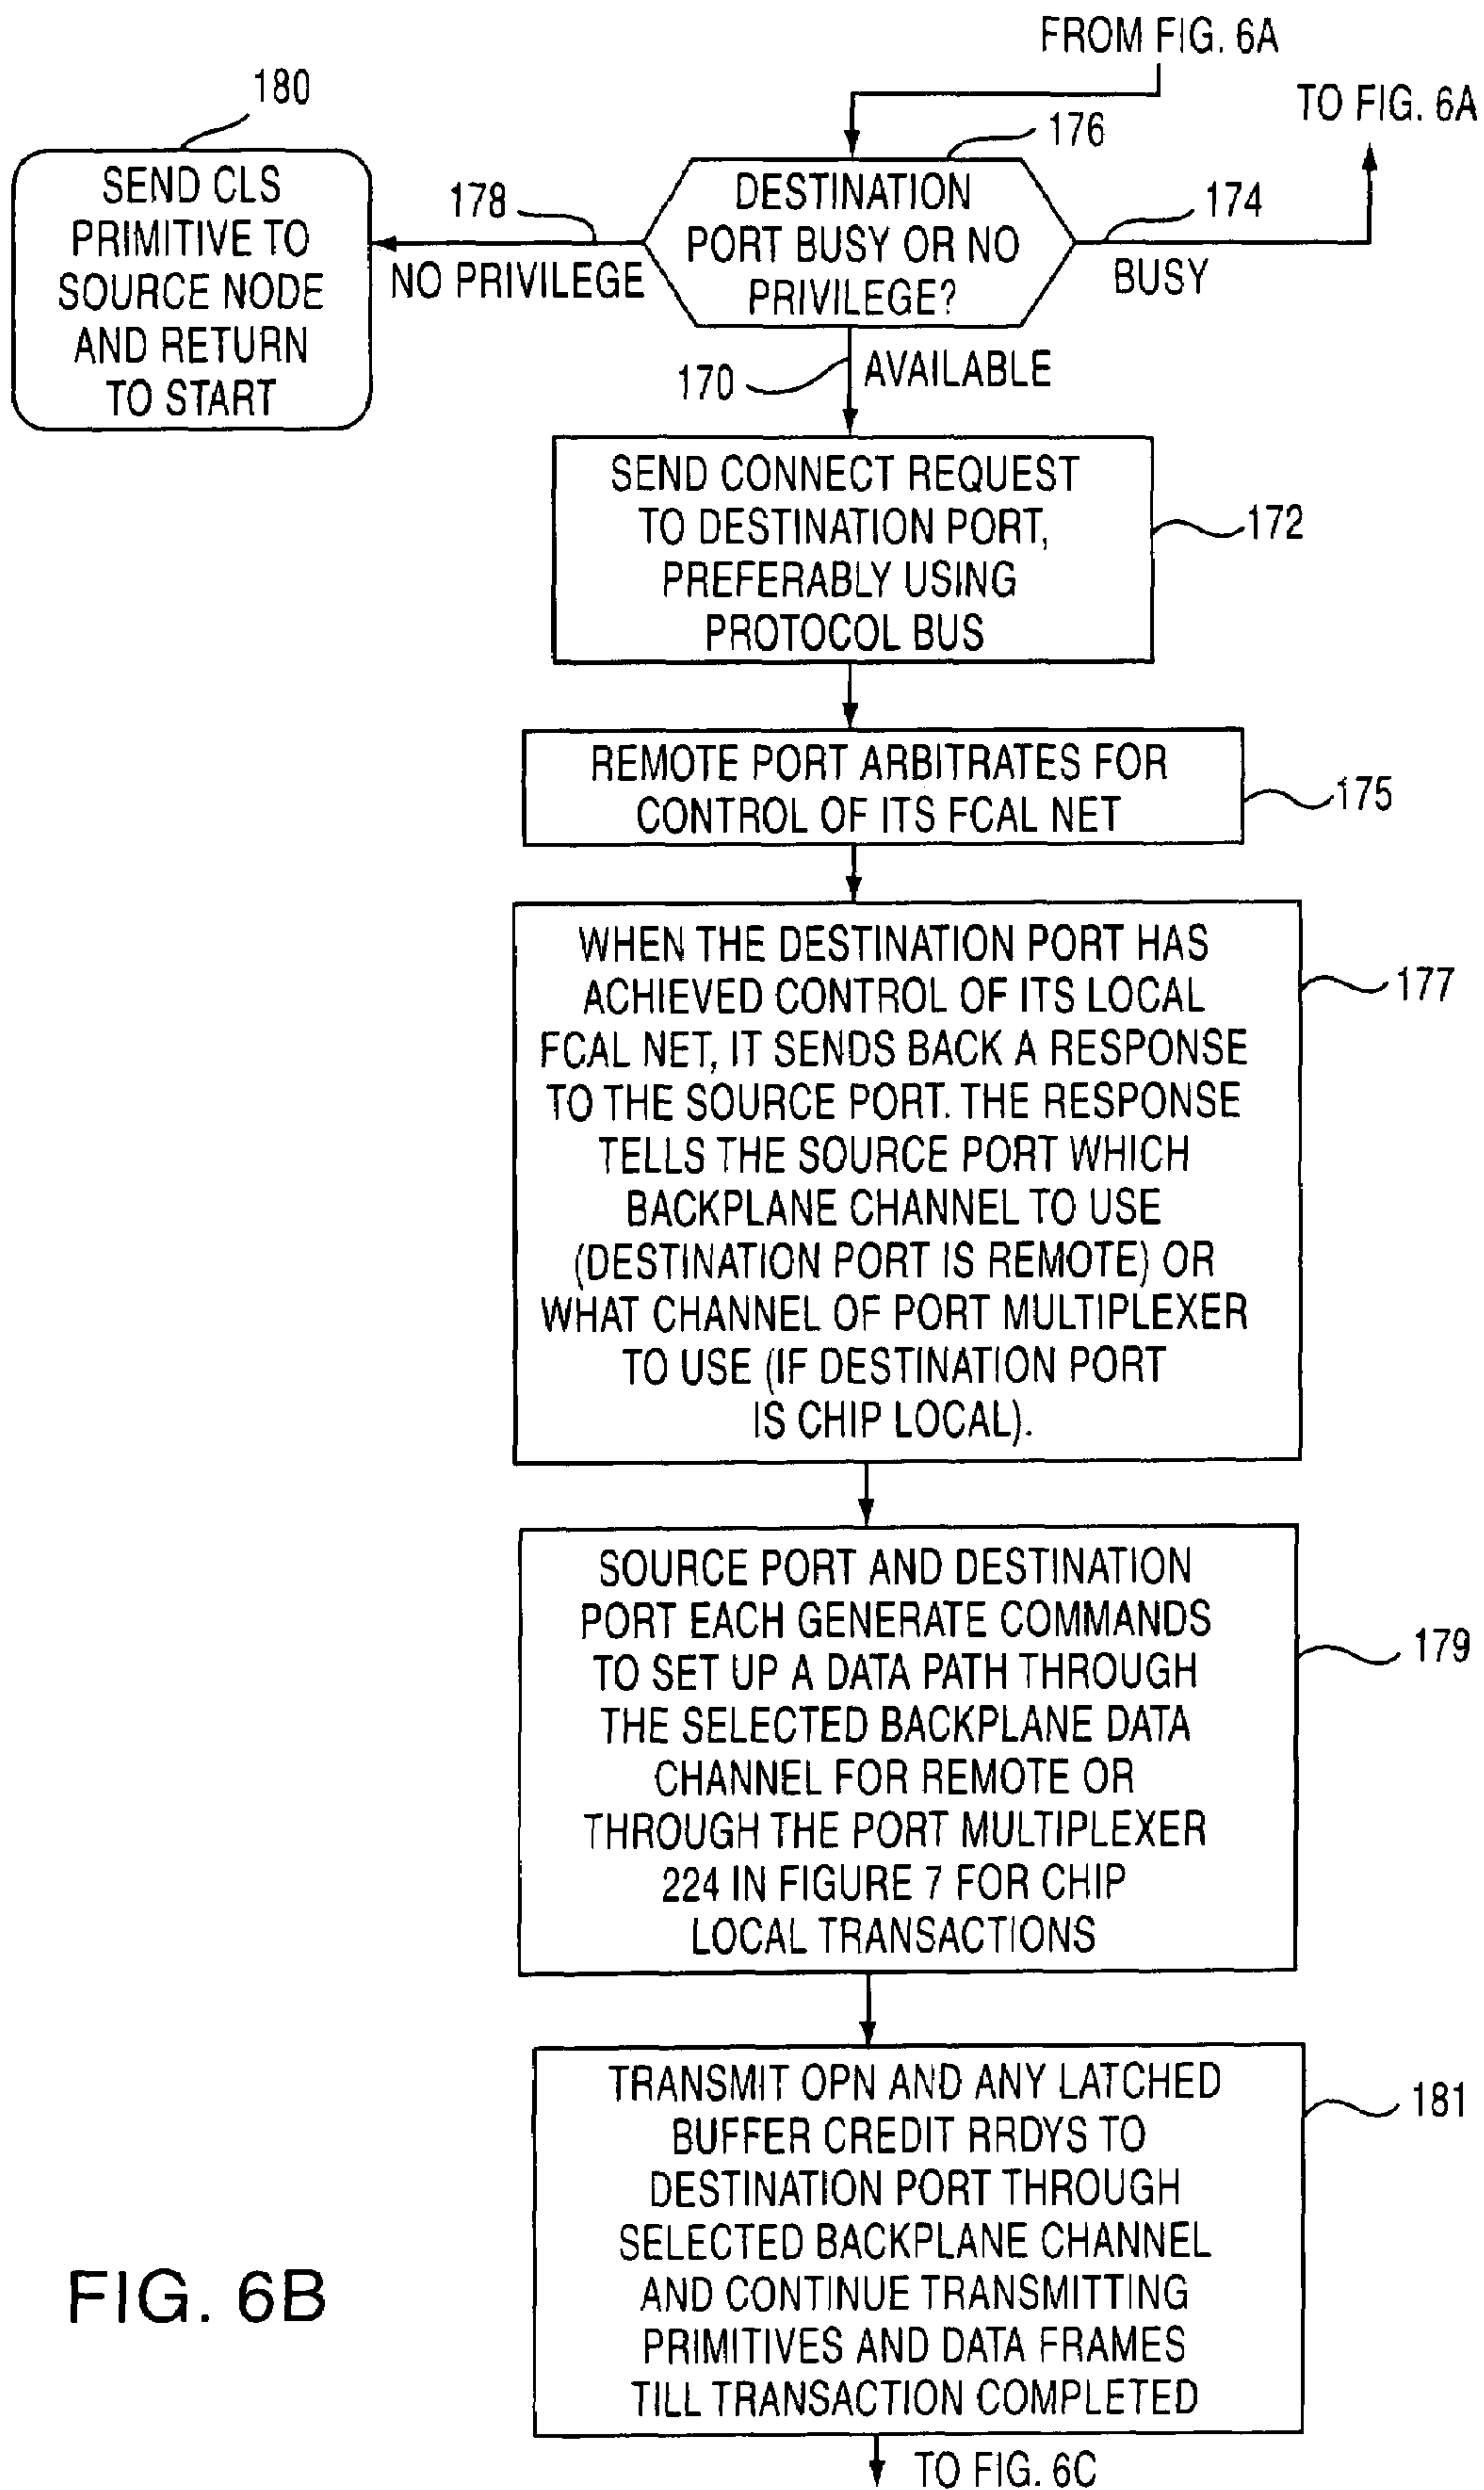 FROM FIG. 6A
TO FIG. 6A
180
176
SEND CLS
PRIMITIVE TO
SOURCE NODE
AND RETURN
TO START
178
NO PRIVILEGE
DESTINATION
PORT BUSY OR NO
PRIVILEGE?
174
BUSY
170
AVAILABLE
SEND CONNECT REQUEST
TO DESTINATION PORT,
PREFERABLY USING
PROTOCOL BUS
172
REMOTE PORT ARBITRATES FOR
CONTROL OF ITS FCAL NET
175
WHEN THE DESTINATION PORT HAS
ACHIEVED CONTROL OF ITS LOCAL
FCAL NET, IT SENDS BACK A RESPONSE
TO THE SOURCE PORT. THE RESPONSE
TELLS THE SOURCE PORT WHICH
BACKPLANE CHANNEL TO USE
(DESTINATION PORT IS REMOTE) OR
WHAT CHANNEL OF PORT MULTIPLEXER
TO USE (IF DESTINATION PORT
IS CHIP LOCAL).
177
SOURCE PORT AND DESTINATION
PORT EACH GENERATE COMMANDS
TO SET UP A DATA PATH THROUGH
THE SELECTED BACKPLANE DATA
CHANNEL FOR REMOTE OR
THROUGH THE PORT MULTIPLEXER
224 IN FIGURE 7 FOR CHIP
LOCAL TRANSACTIONS
179
TRANSMIT OPN AND ANY LATCHED
BUFFER CREDIT RRDYS TO
DESTINATION PORT THROUGH
SELECTED BACKPLANE CHANNEL
AND CONTINUE TRANSMITTING
PRIMITIVES AND DATA FRAMES
TILL TRANSACTION COMPLETED
181
FIG. 6B
TO FIG. 6C